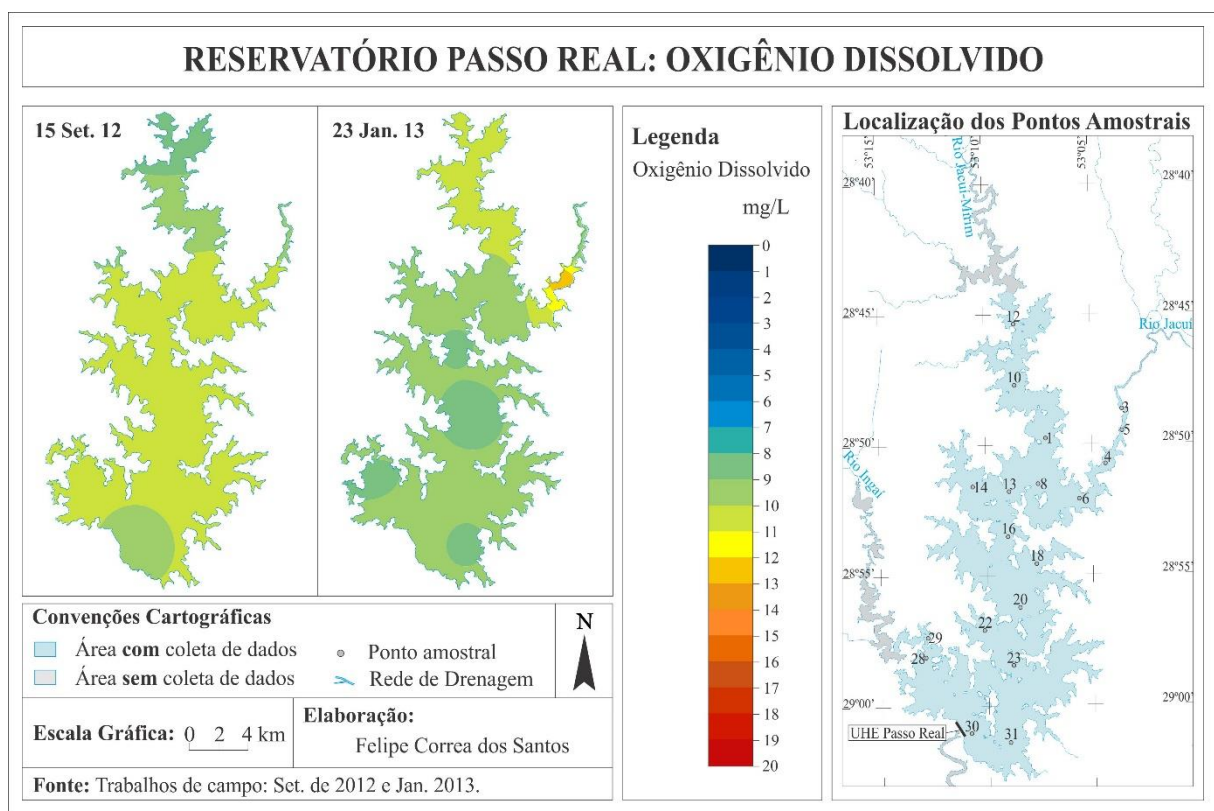 RESERVATÓRIO PASSO REAL: OXIGÊNIO DISSOLVIDO
15 Set. 12
23 Jan. 13
Legenda
Oxigênio Dissolvido
mg/L
0
1
2
3
4
5
6
7
8
9
10
11
12
13
14
15
16
17
18
19
20
Localização dos Pontos Amostrais
53°15'
53°10'
53°05'
28°40'
28°40'
Rio Jacuí-Mirim
28°45'
28°45'
Rio Jacuí
12
10
3
5
1
28°50'
28°50'
4
Rio Ingaí
14
13
8
6
16
18
28°55'
28°55'
20
22
29
28
23
29°00'
29°00'
UHE Passo Real
30
31
Convenções Cartográficas
Área com coleta de dados
Área sem coleta de dados
Ponto amostral
Rede de Drenagem
N
Escala Gráfica: 0 2 4 km
Elaboração:
Felipe Correa dos Santos
Fonte: Trabalhos de campo: Set. de 2012 e Jan. 2013.